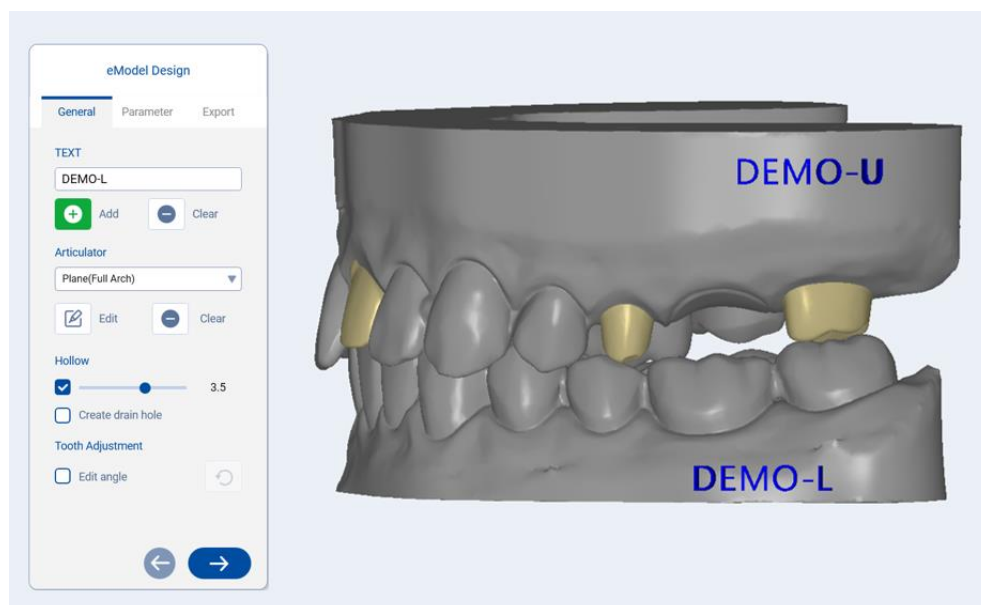 eModel Design
General Parameter Export
TEXT
DEMO-L
Add Clear
Articulator
Plane(Full Arch)
Edit Clear
Hollow
3.5
Create drain hole
Tooth Adjustment
Edit angle
DEMO-U
DEMO-L